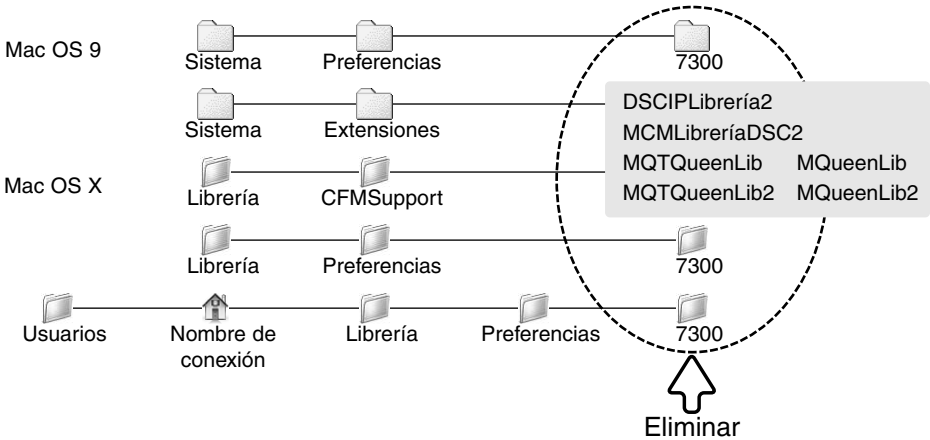 Mac OS 9
Sistema Preferencias 7300
Sistema Extensiones
DSCIPLibrería2
MCMLibreríaDSC2
MQTQueenLib MQueenLib
MQTQueenLib2 MQueenLib2
Mac OS X
Librería CFMSupport
Librería Preferencias 7300
Usuarios Nombre de conexión Librería Preferencias 7300
Eliminar